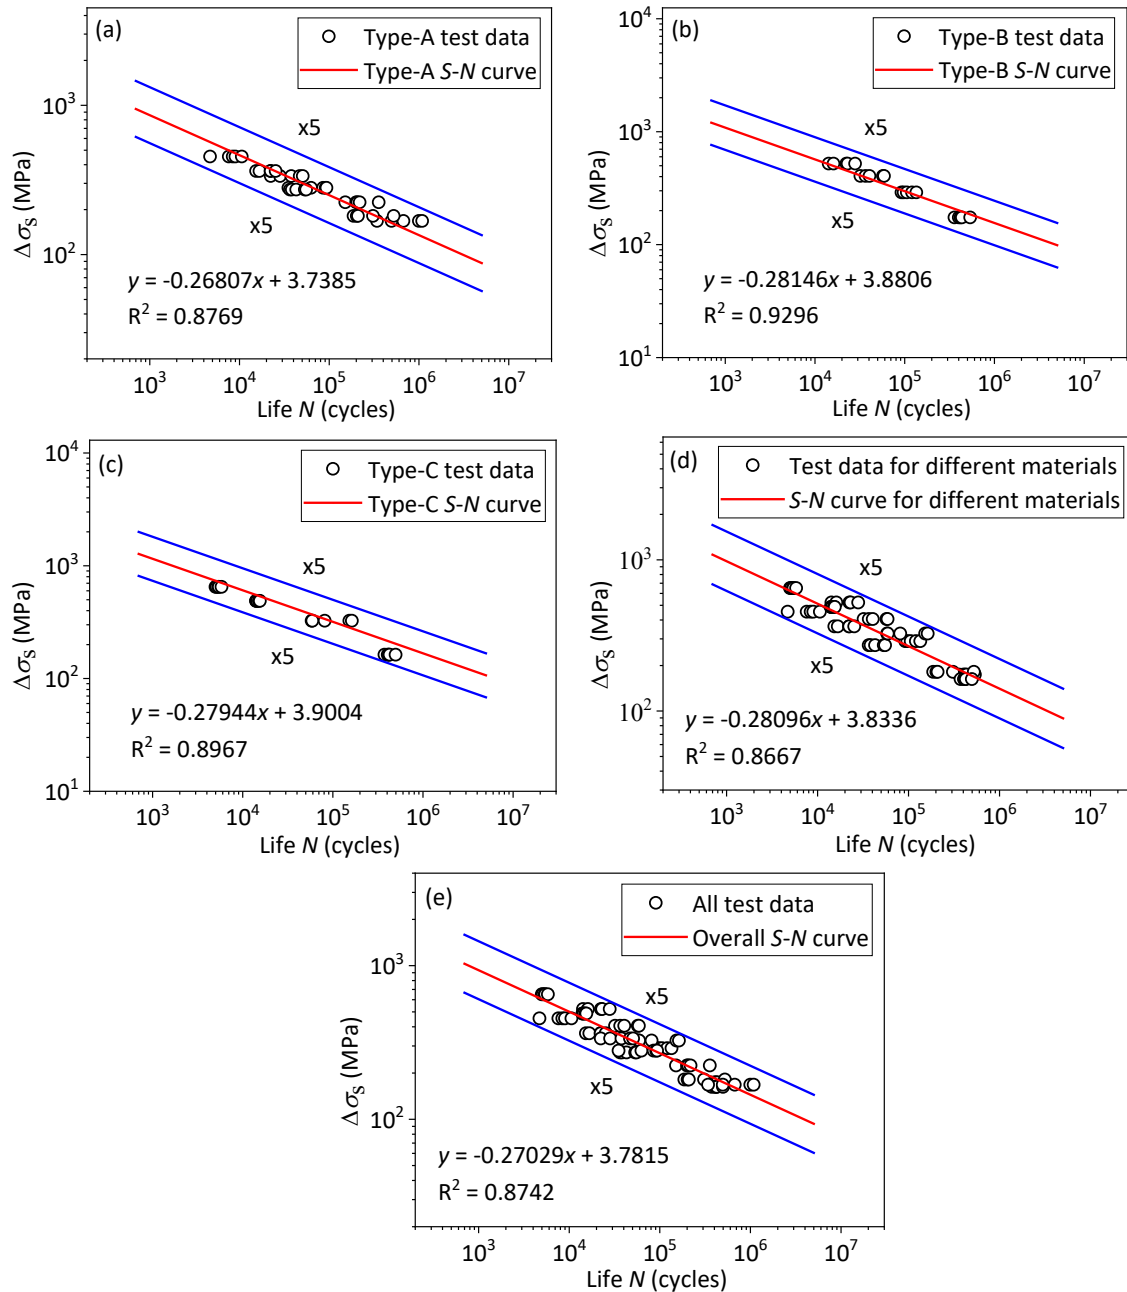 (a)
Type-A test data
Type-A S-N curve
10³
10²
Δσ_S (MPa)
x5
x5
y = -0.26807x + 3.7385
R² = 0.8769
10³ 10⁴ 10⁵ 10⁶ 10⁷
Life N (cycles)
(b)
Type-B test data
Type-B S-N curve
10⁴
10³
10²
10¹
Δσ_S (MPa)
x5
x5
y = -0.28146x + 3.8806
R² = 0.9296
10³ 10⁴ 10⁵ 10⁶ 10⁷
Life N (cycles)
(c)
Type-C test data
Type-C S-N curve
10⁴
10³
10²
10¹
Δσ_S (MPa)
x5
x5
y = -0.27944x + 3.9004
R² = 0.8967
10³ 10⁴ 10⁵ 10⁶ 10⁷
Life N (cycles)
(d)
Test data for different materials
S-N curve for different materials
10³
10²
Δσ_S (MPa)
x5
x5
y = -0.28096x + 3.8336
R² = 0.8667
10³ 10⁴ 10⁵ 10⁶ 10⁷
Life N (cycles)
(e)
All test data
Overall S-N curve
10³
10²
Δσ_S (MPa)
x5
x5
y = -0.27029x + 3.7815
R² = 0.8742
10³ 10⁴ 10⁵ 10⁶ 10⁷
Life N (cycles)